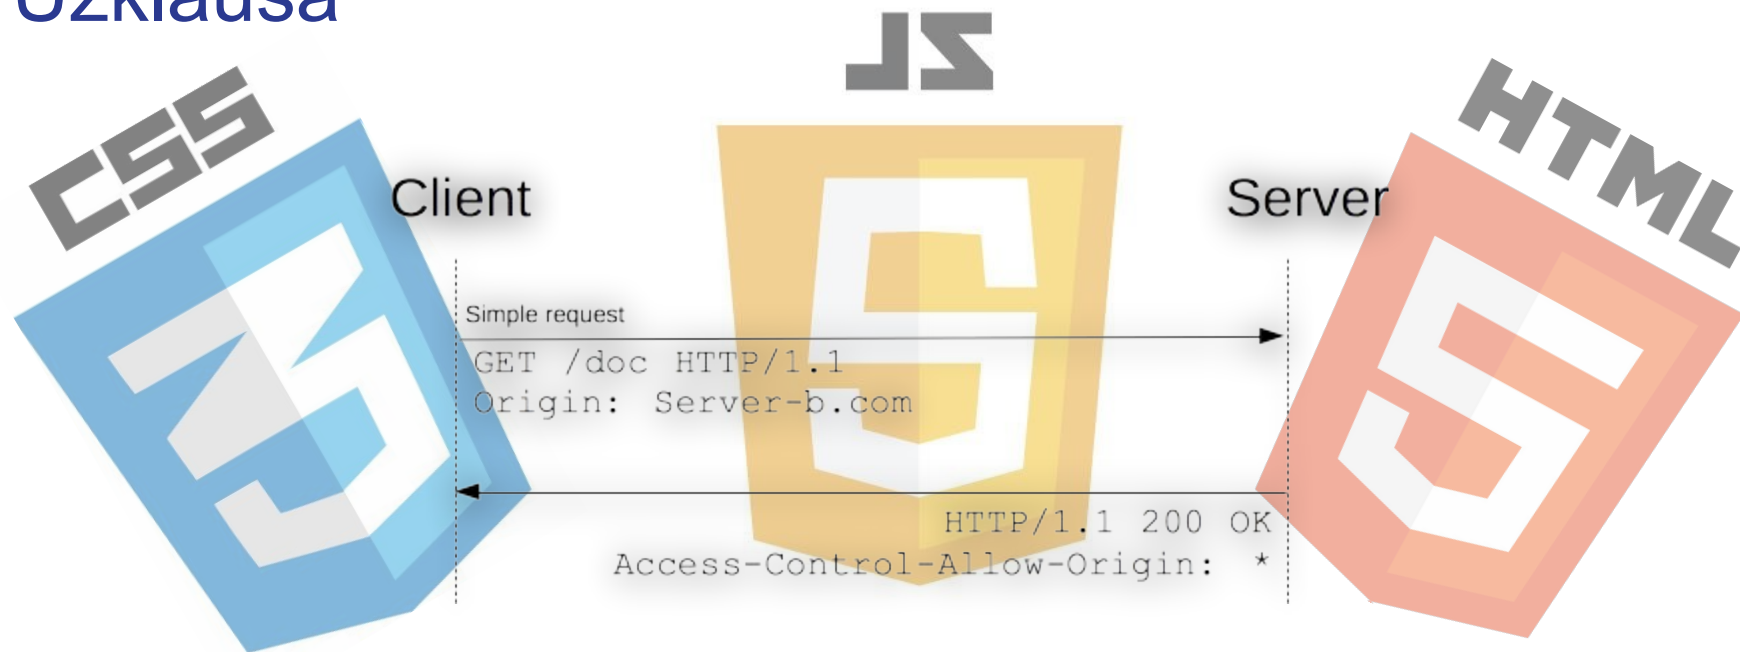 Užklausa
CSS
JS
HTML
Client
Server
Simple request
GET /doc HTTP/1.1
Origin: Server-b.com
HTTP/1.1 200 OK
Access-Control-Allow-Origin: *